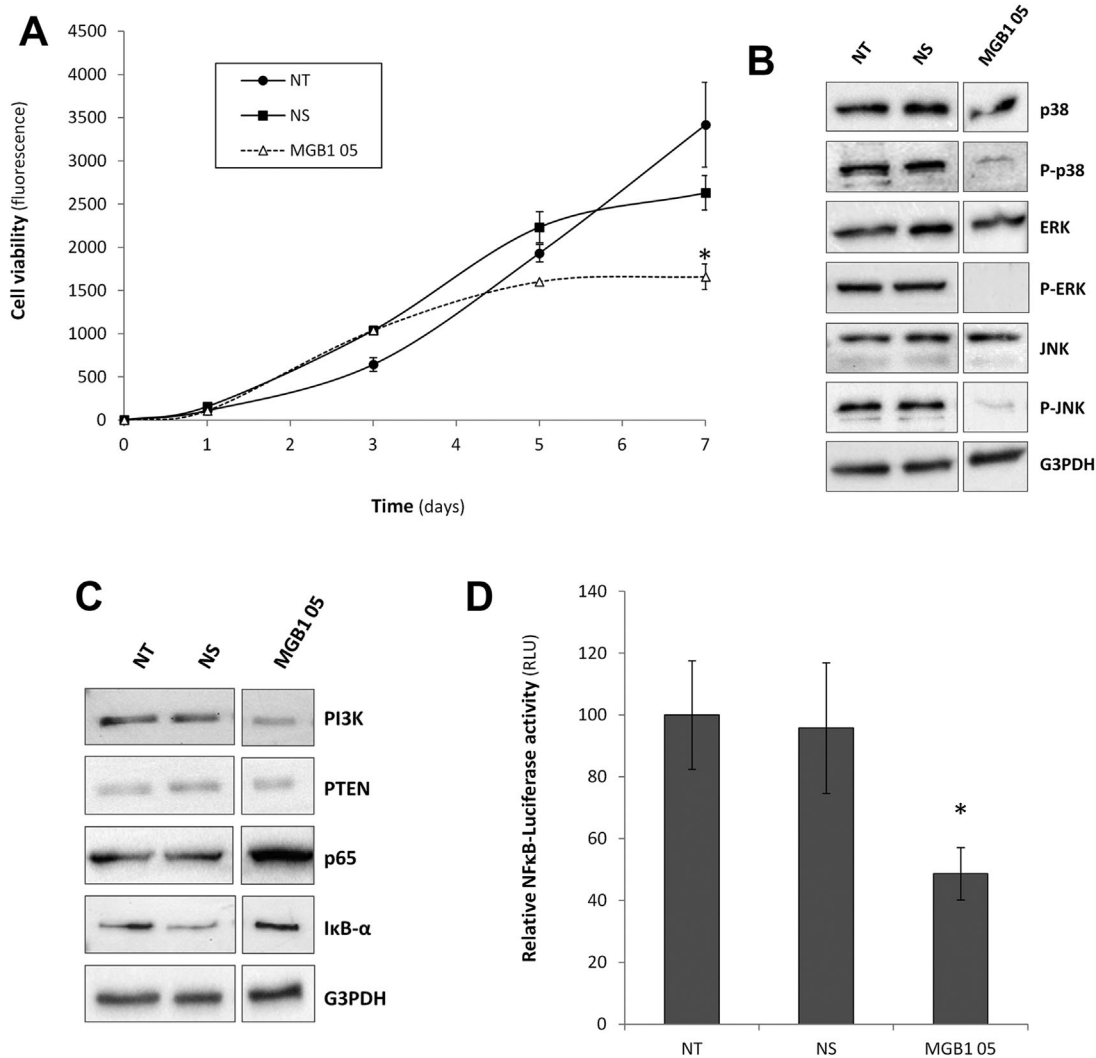 A
Cell viability (fluorescence)
4500
4000
3500
3000
2500
2000
1500
1000
500
0
NT
NS
MGB1 05
*
0 1 2 3 4 5 6 7
Time (days)
B
NT NS MGB1 05
p38
P-p38
ERK
P-ERK
JNK
P-JNK
G3PDH
C
NT NS MGB1 05
PI3K
PTEN
p65
IκB-α
G3PDH
D
Relative NFκB-Luciferase activity (RLU)
140
120
100
80
60
40
20
0
*
NT NS MGB1 05